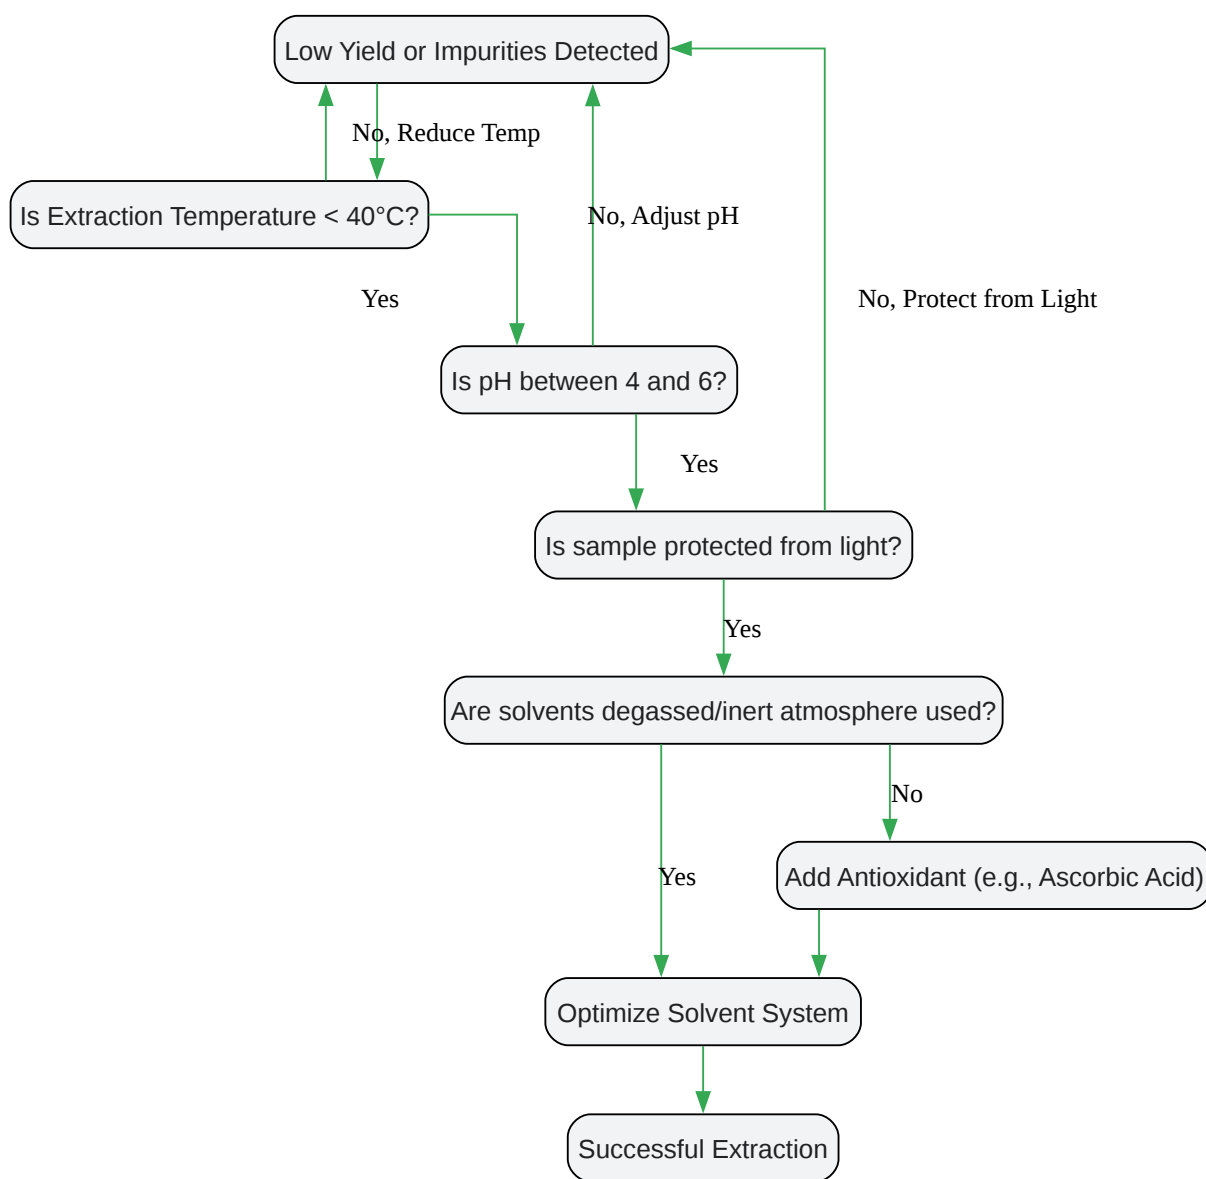 Low Yield or Impurities Detected
No, Reduce Temp
Is Extraction Temperature < 40°C?
No, Adjust pH
Yes
No, Protect from Light
Is pH between 4 and 6?
Yes
Is sample protected from light?
Yes
Are solvents degassed/inert atmosphere used?
No
Yes
Add Antioxidant (e.g., Ascorbic Acid)
Optimize Solvent System
Successful Extraction